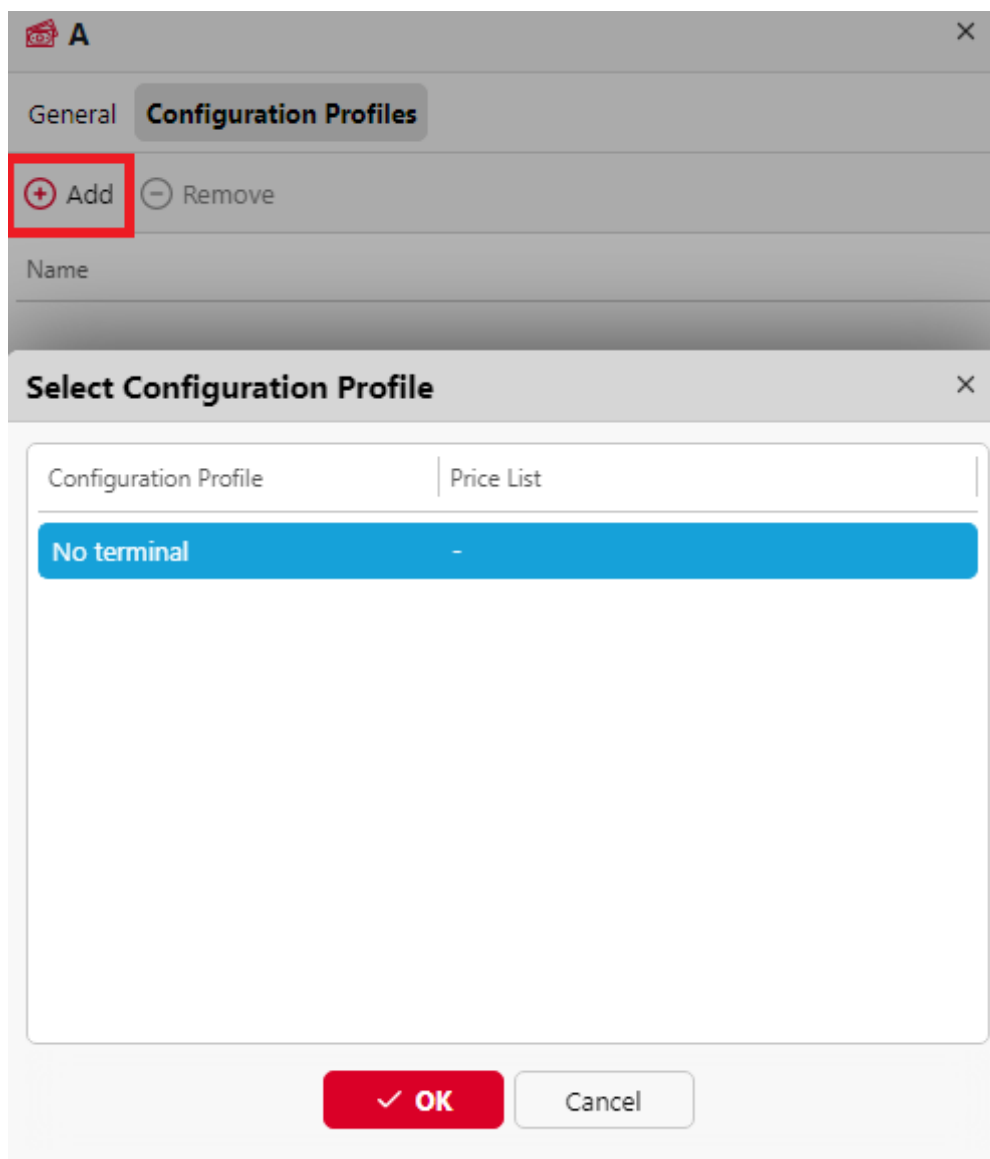 A
General Configuration Profiles
Add Remove
Name
Select Configuration Profile
Configuration Profile Price List
No terminal -
OK Cancel